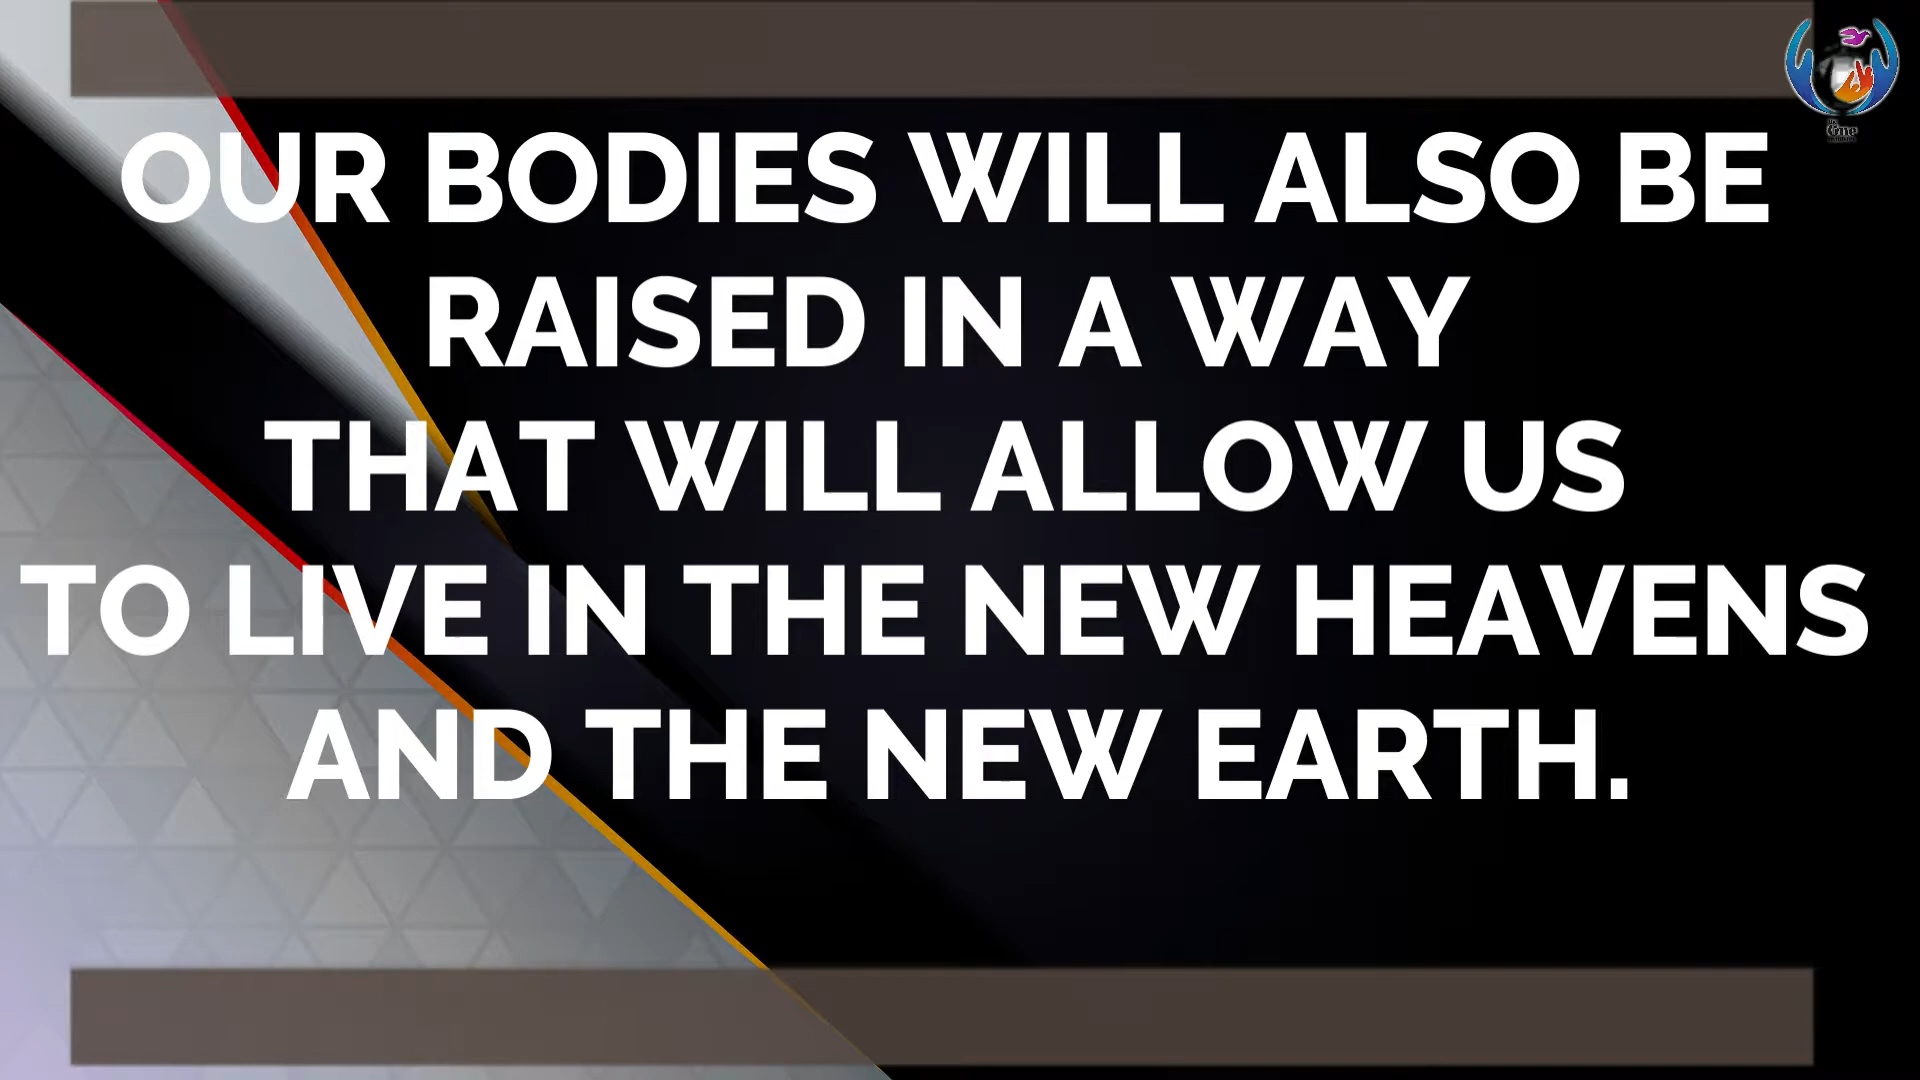 OUR BODIES WILL ALSO BE
RAISED IN A WAY
THAT WILL ALLOW US
TO LIVE IN THE NEW HEAVENS
AND THE NEW EARTH.
One